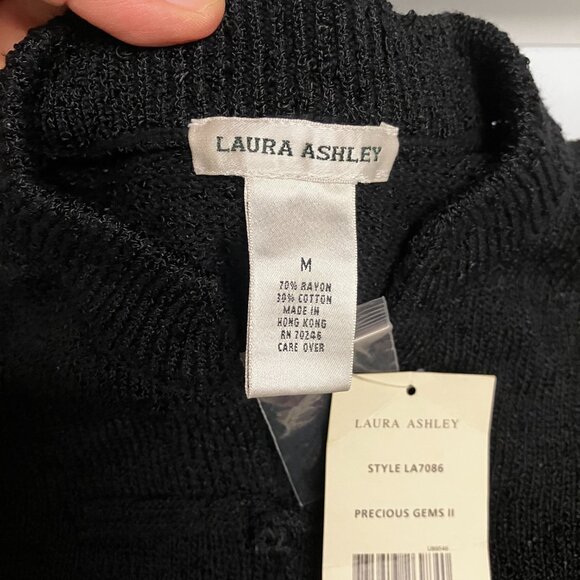 LAURA ASHLEY
M
70% RAYON
30% COTTON
MADE IN
HONG KONG
RN 70246
CARE OVER
LAURA ASHLEY
STYLE LA7086
PRECIOUS GEMS II